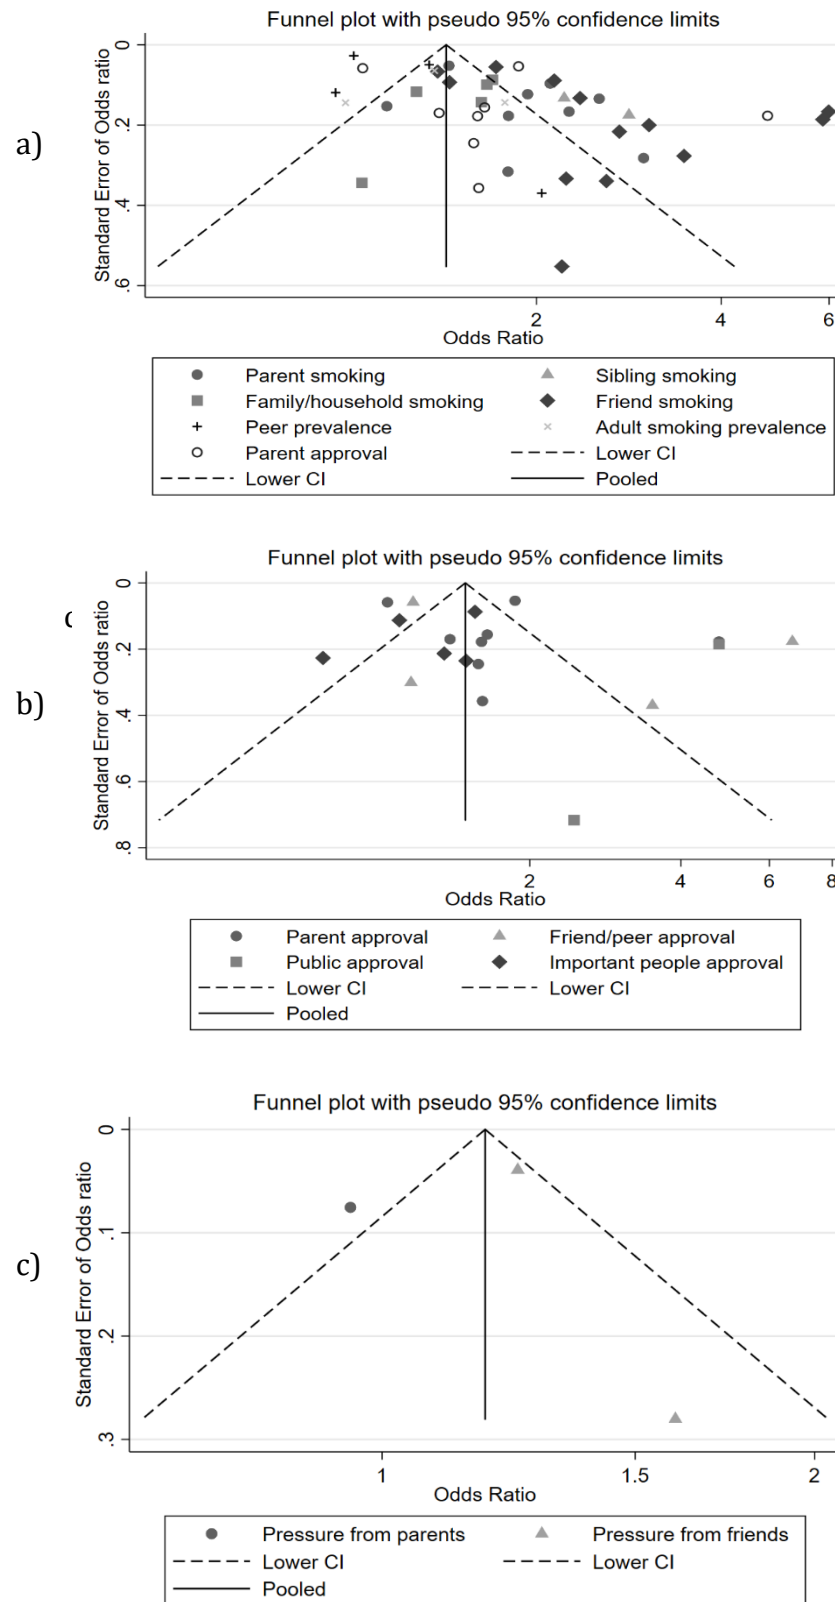 Funnel plot with pseudo 95% confidence limits
a)
Standard Error of Odds ratio
0
.2
.4
.6
2
4
6
Odds Ratio
Parent smoking
Sibling smoking
Family/household smoking
Friend smoking
Peer prevalence
Adult smoking prevalence
Parent approval
Lower CI
Lower CI
Pooled
Funnel plot with pseudo 95% confidence limits
b)
Standard Error of Odds ratio
0
.2
.4
.6
.8
2
4
6
8
Odds Ratio
Parent approval
Friend/peer approval
Public approval
Important people approval
Lower CI
Lower CI
Pooled
Funnel plot with pseudo 95% confidence limits
c)
Standard Error of Odds ratio
0
.1
.2
.3
1
1.5
2
Odds Ratio
Pressure from parents
Pressure from friends
Lower CI
Lower CI
Pooled